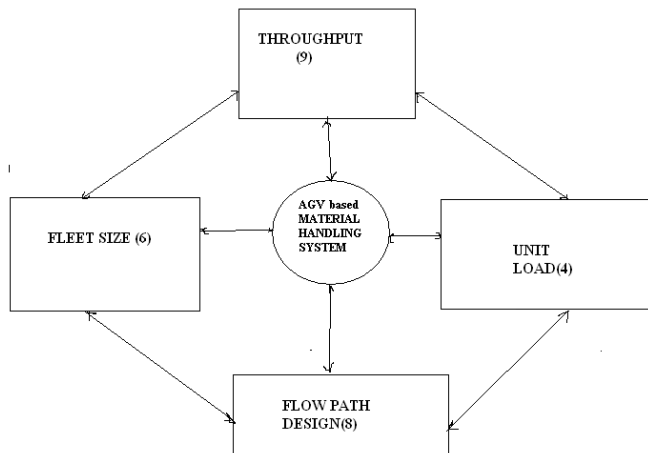 THROUGHPUT
(9)
AGV based
MATERIAL
HANDLING
SYSTEM
FLEET SIZE (6)
UNIT
LOAD(4)
FLOW PATH
DESIGN(8)